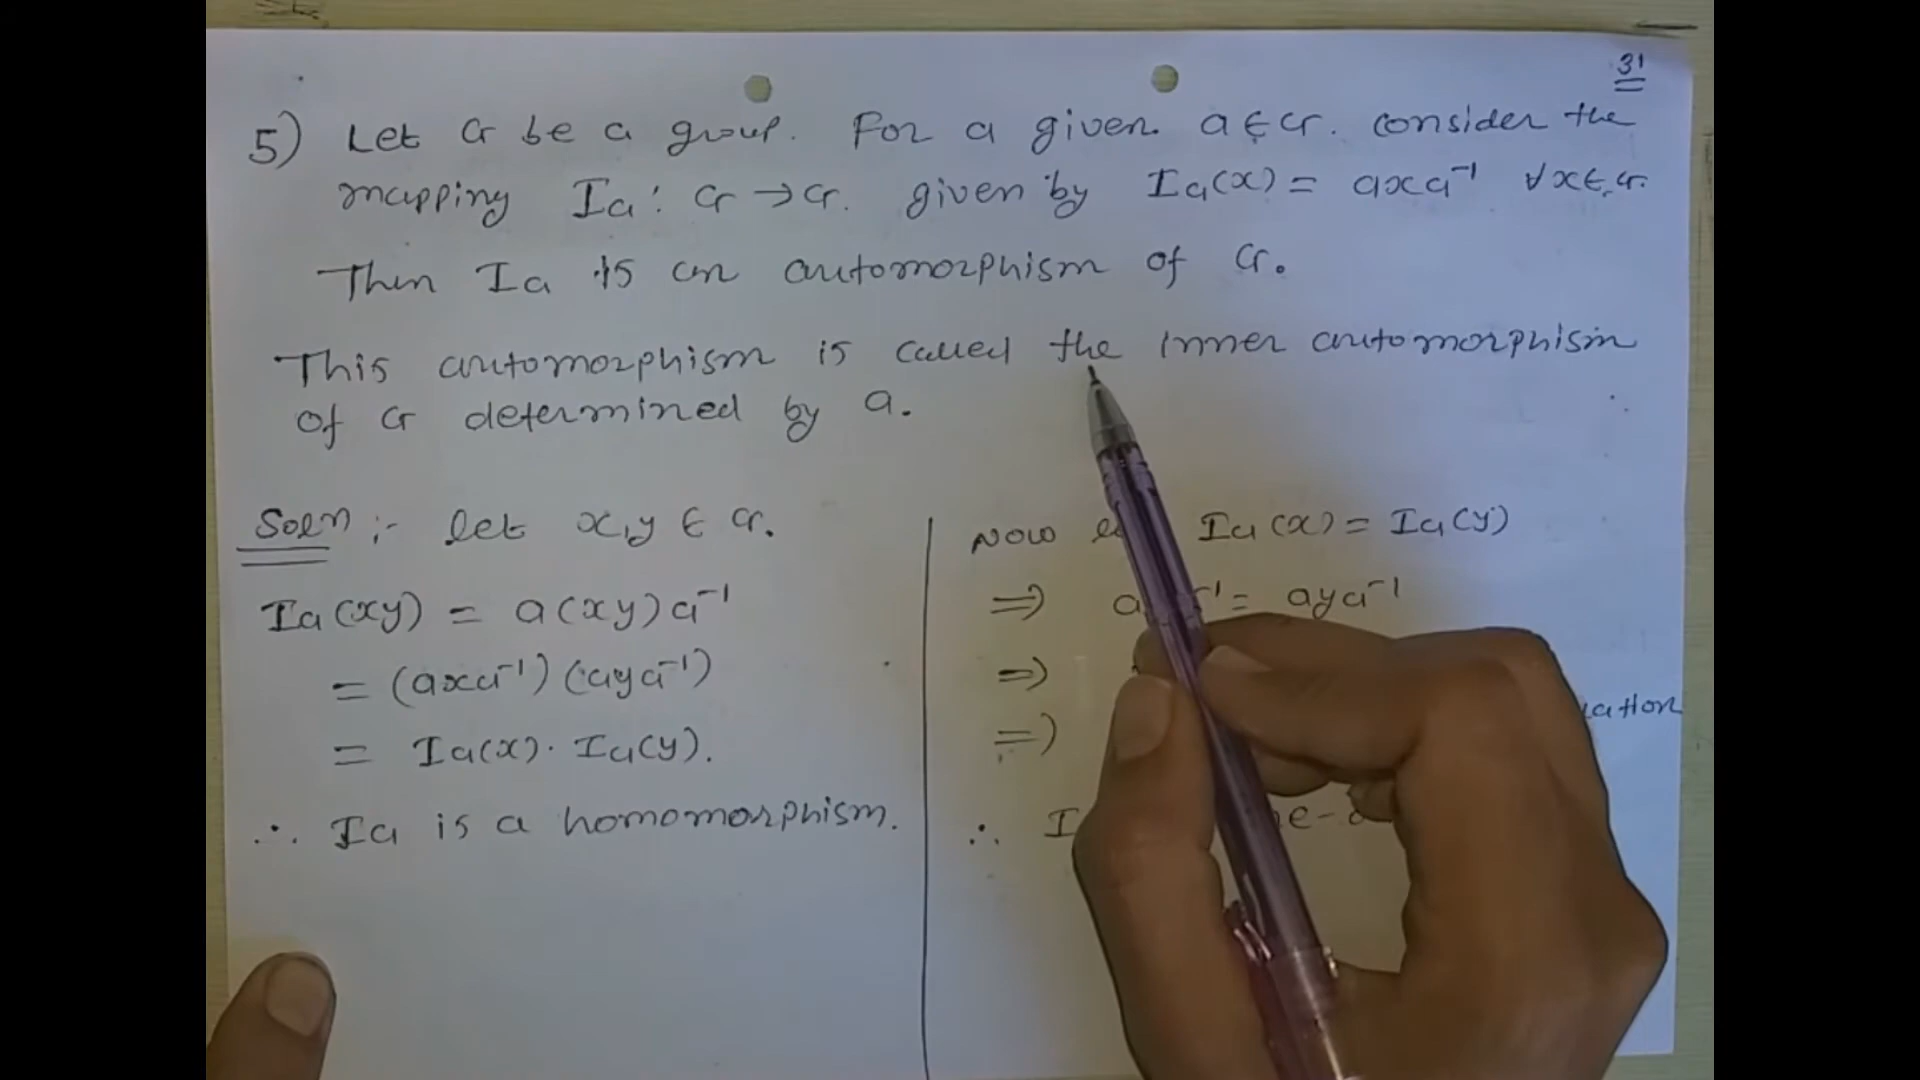 31
5) Let G be a group. For a given a ∈ G. consider the
mapping Ia : G → G. given by Ia(x) = axa⁻¹ ∀x∈G.
Then Ia is an automorphism of G.
This automorphism is called the inner automorphism
of G determined by a.
Soln :- let x,y ∈ G.
Ia(xy) = a(xy)a⁻¹
= (axa⁻¹)(aya⁻¹)
= Ia(x). Ia(y).
∴ Ia is a homomorphism.
Now Ia(x) = Ia(y)
⇒ = aya⁻¹
⇒
⇒
∴